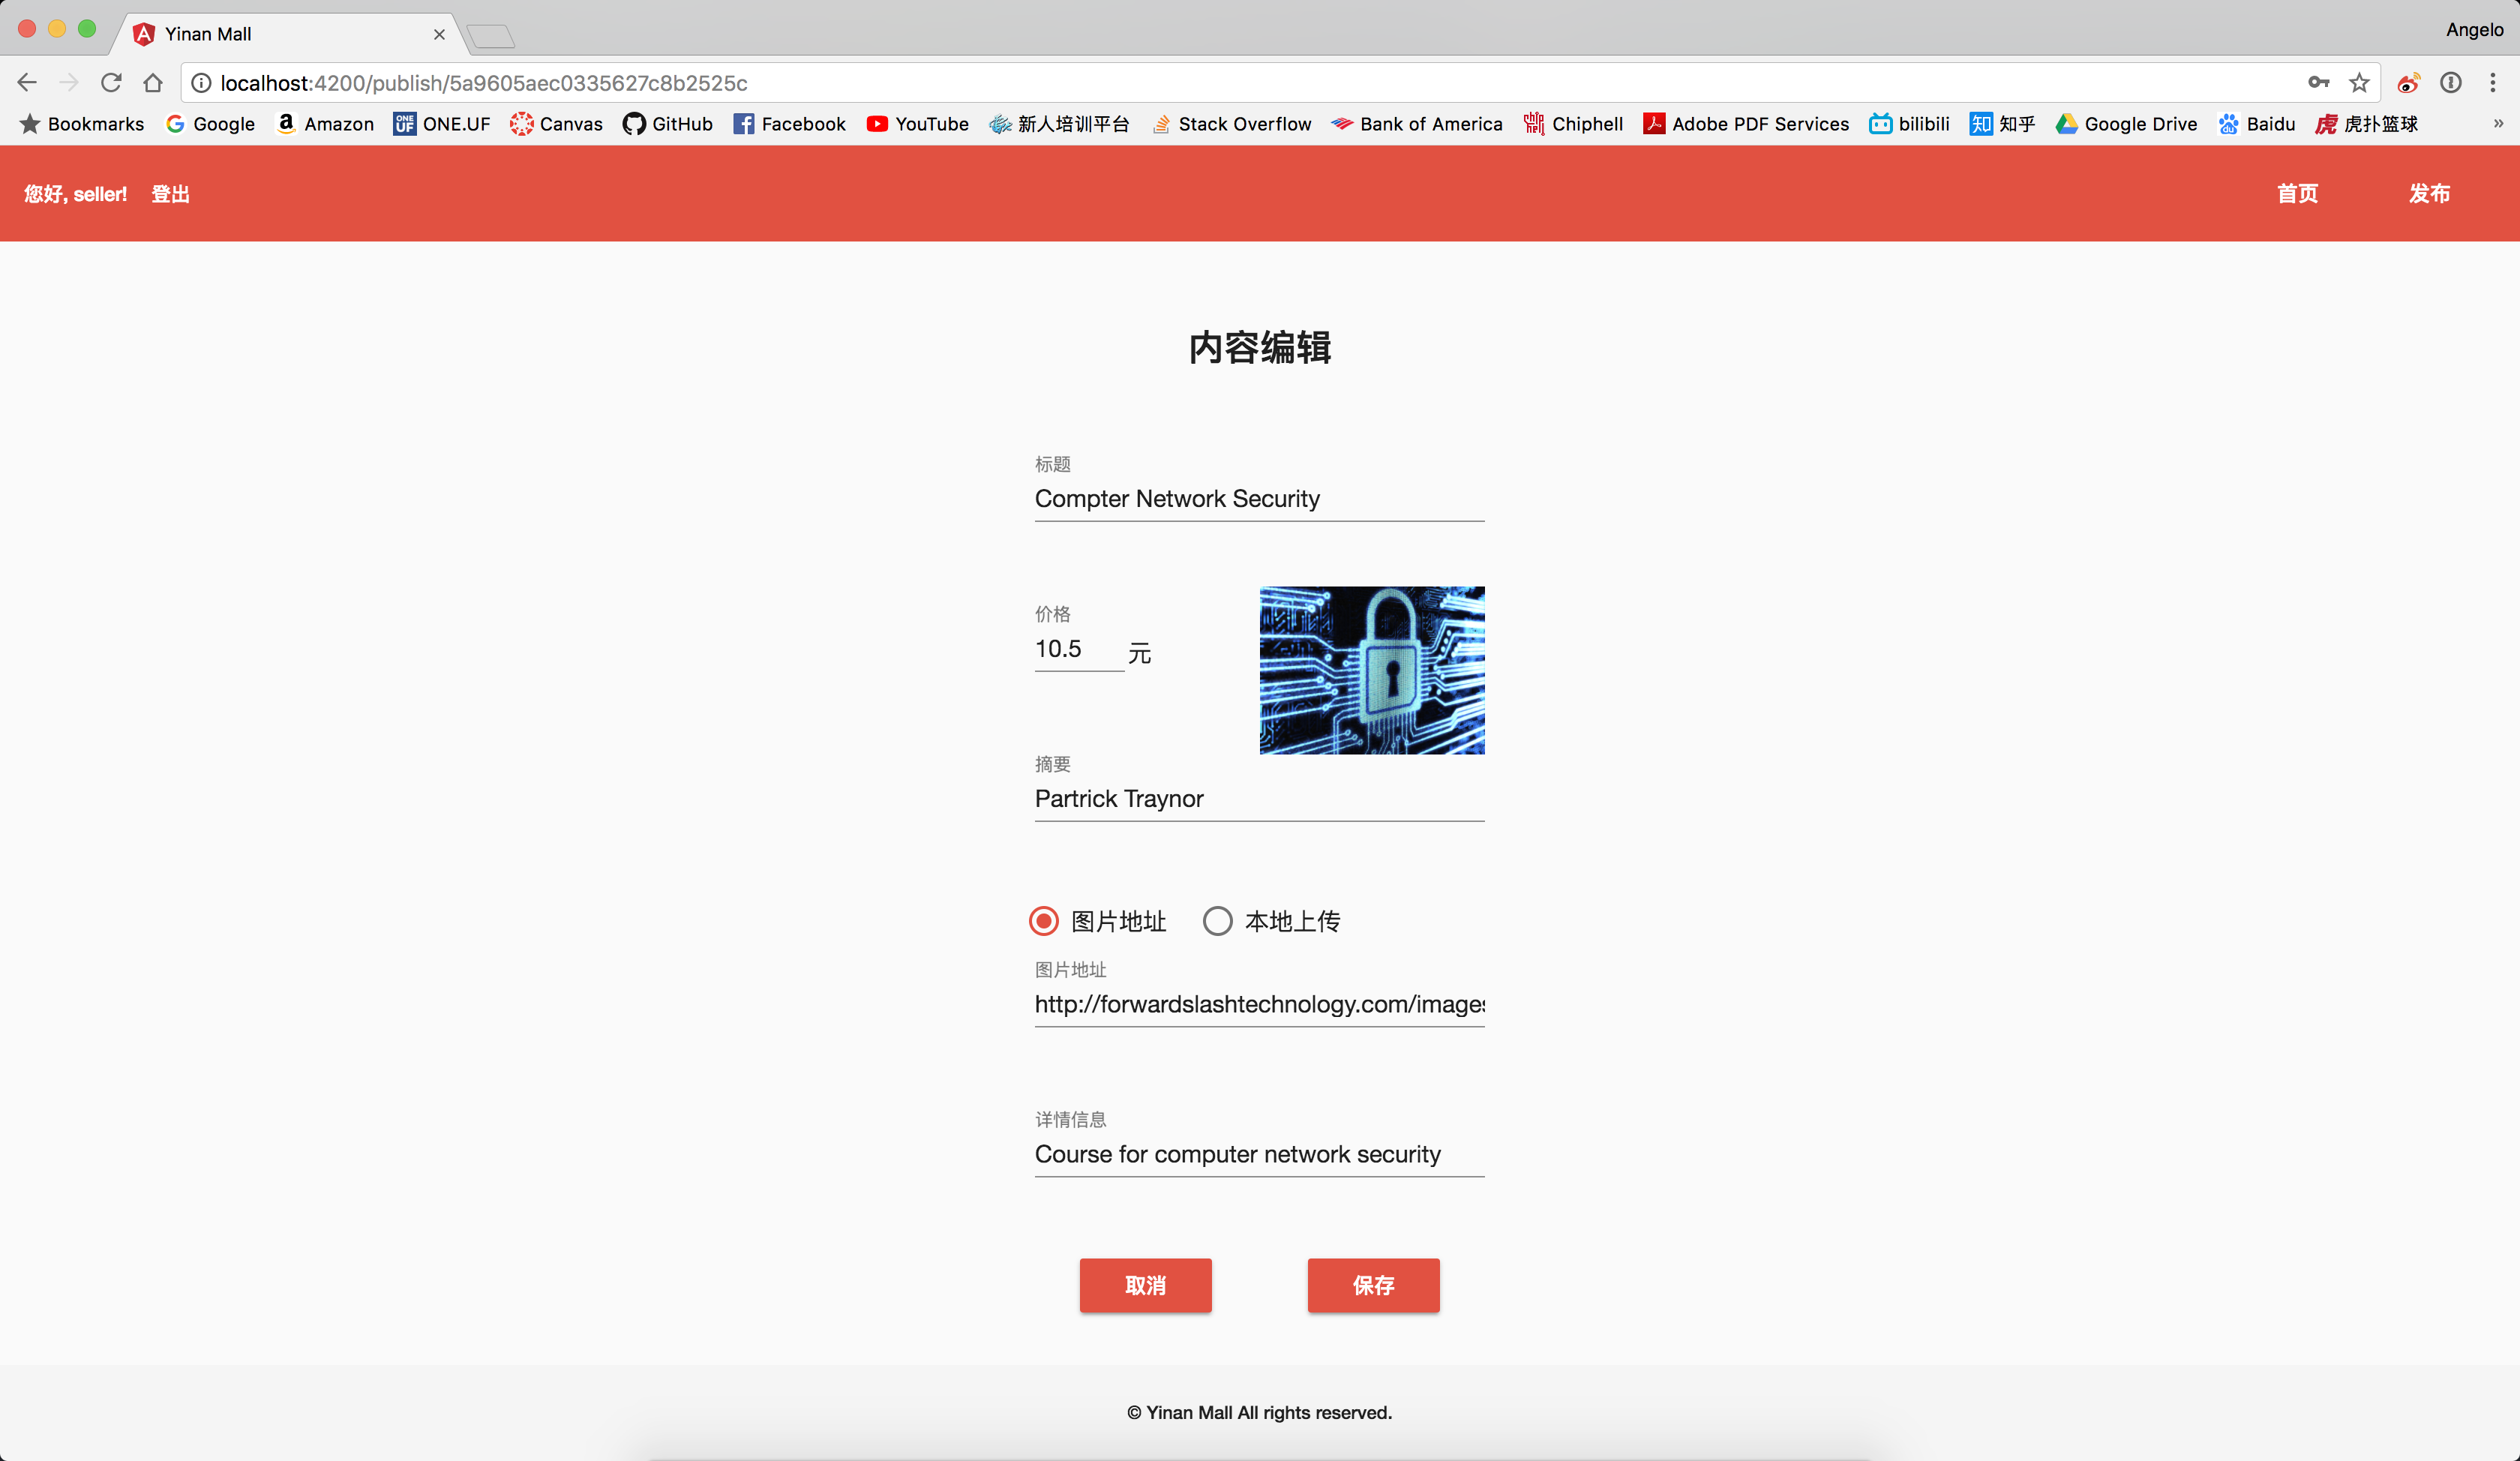 Yinan Mall
Angelo
localhost:4200/publish/5a9605aec0335627c8b2525c
Bookmarks Google Amazon ONE.UF Canvas GitHub Facebook YouTube 新人培训平台 Stack Overflow Bank of America Chiphell Adobe PDF Services bilibili 知乎 Google Drive Baidu 虎扑篮球
您好, seller! 登出 首页 发布
内容编辑
标题
Compter Network Security
价格
10.5 元
摘要
Partrick Traynor
图片地址 本地上传
图片地址
http://forwardslashtechnology.com/images
详情信息
Course for computer network security
取消 保存
© Yinan Mall All rights reserved.